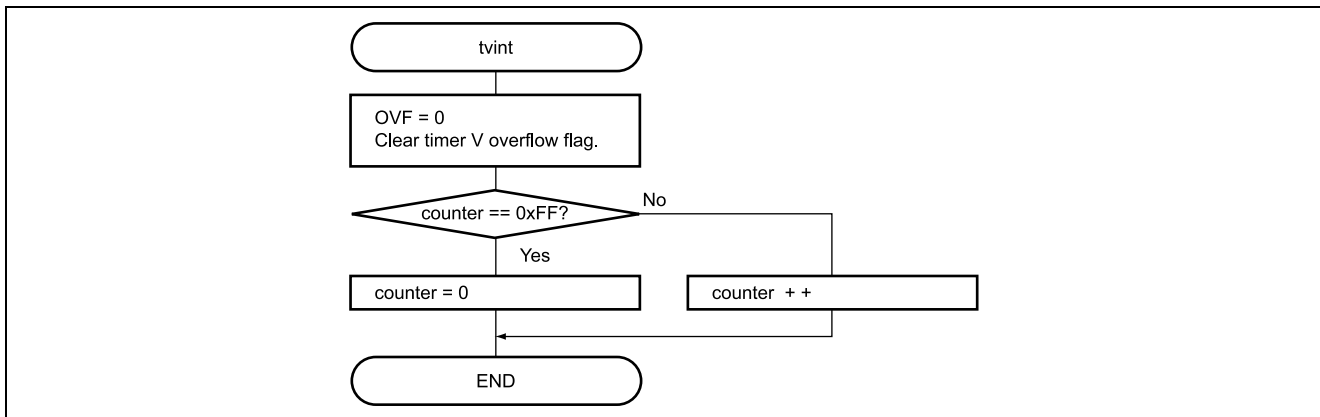 tvint
OVF = 0
Clear timer V overflow flag.
counter == 0xFF?
No
Yes
counter = 0
counter + +
END